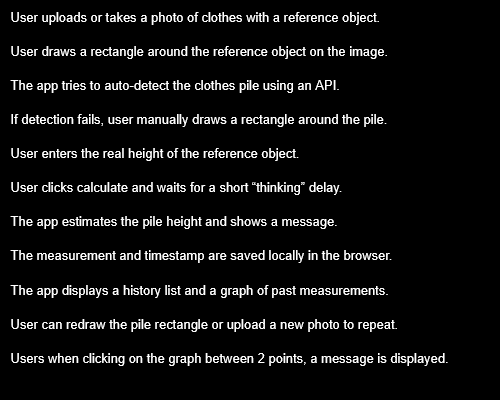 User uploads or takes a photo of clothes with a reference object.
User draws a rectangle around the reference object on the image.
The app tries to auto-detect the clothes pile using an API.
If detection fails, user manually draws a rectangle around the pile.
User enters the real height of the reference object.
User clicks calculate and waits for a short “thinking” delay.
The app estimates the pile height and shows a message.
The measurement and timestamp are saved locally in the browser.
The app displays a history list and a graph of past measurements.
User can redraw the pile rectangle or upload a new photo to repeat.
Users when clicking on the graph between 2 points, a message is displayed.